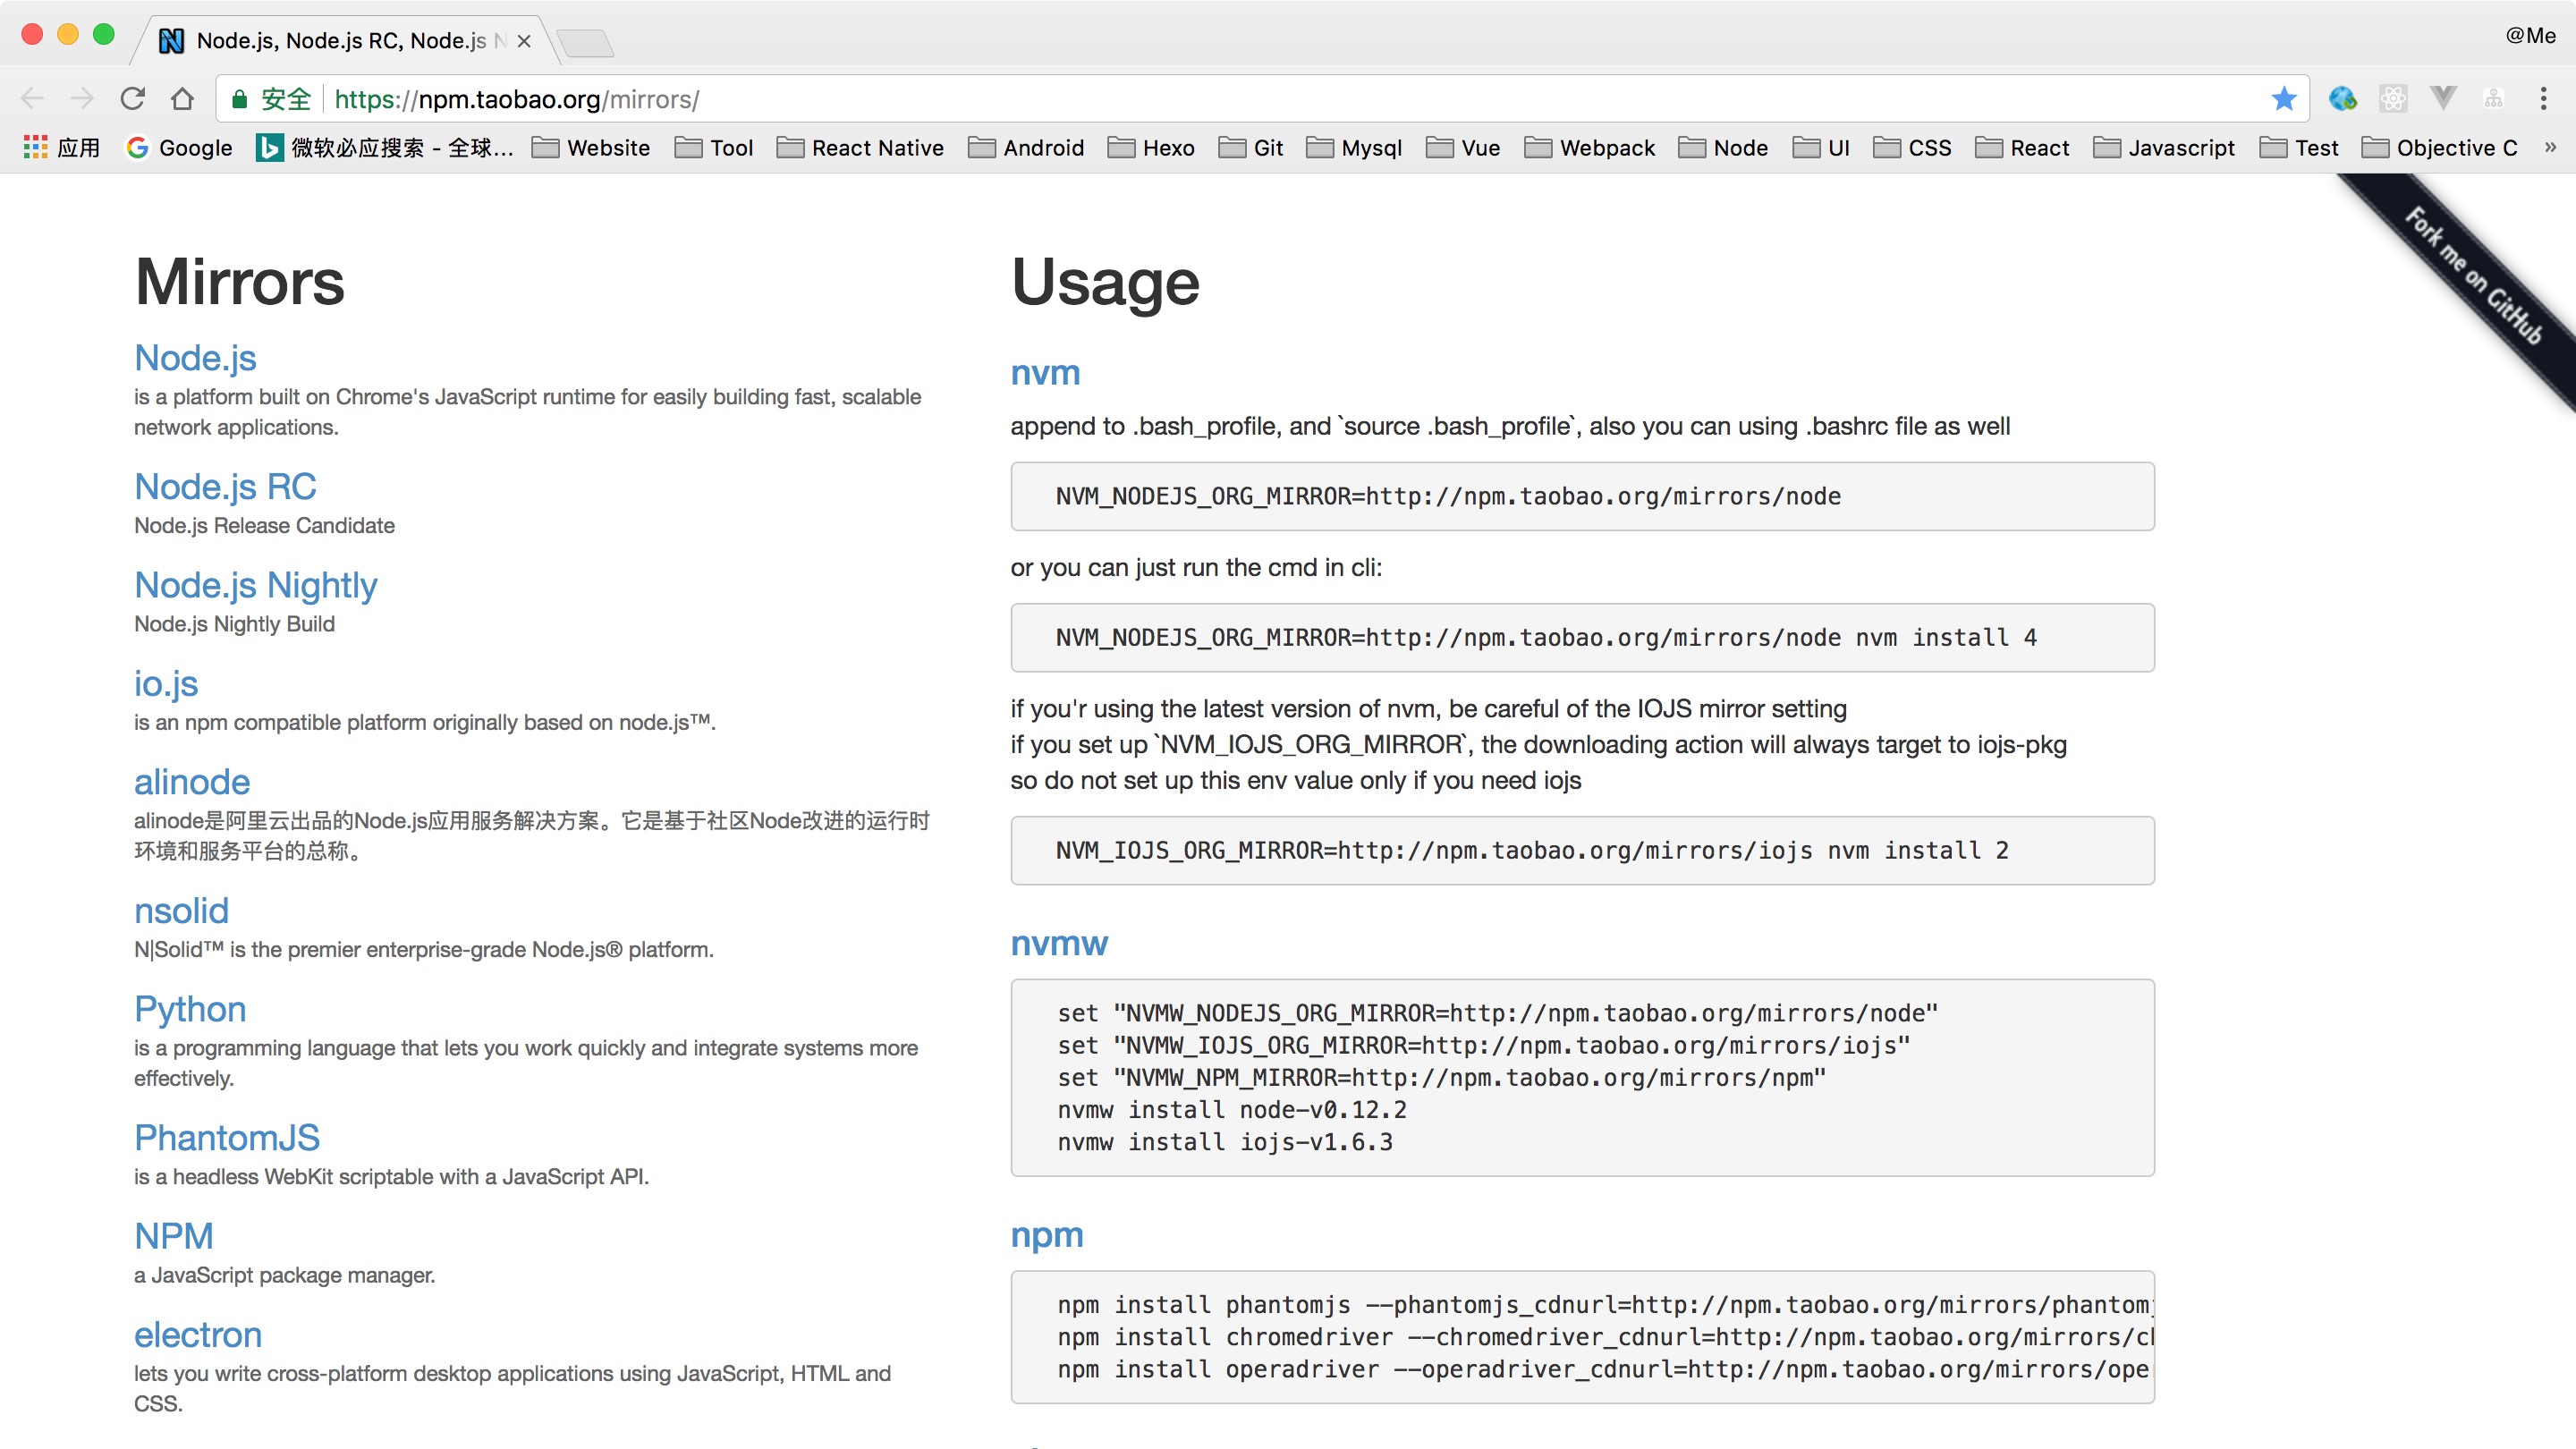 Node.js, Node.js RC, Node.js N
@Me
安全 https://npm.taobao.org/mirrors/
应用 Google 微软必应搜索 - 全球... Website Tool React Native Android Hexo Git Mysql Vue Webpack Node UI CSS React Javascript Test Objective C »
Fork me on GitHub
Mirrors
Node.js
is a platform built on Chrome's JavaScript runtime for easily building fast, scalable
network applications.
Node.js RC
Node.js Release Candidate
Node.js Nightly
Node.js Nightly Build
io.js
is an npm compatible platform originally based on node.js™.
alinode
alinode是阿里云出品的Node.js应用服务解决方案。它是基于社区Node改进的运行时
环境和服务平台的总称。
nsolid
N|Solid™ is the premier enterprise-grade Node.js® platform.
Python
is a programming language that lets you work quickly and integrate systems more
effectively.
PhantomJS
is a headless WebKit scriptable with a JavaScript API.
NPM
a JavaScript package manager.
electron
lets you write cross-platform desktop applications using JavaScript, HTML and
CSS.
Usage
nvm
append to .bash_profile, and `source .bash_profile`, also you can using .bashrc file as well
NVM_NODEJS_ORG_MIRROR=http://npm.taobao.org/mirrors/node
or you can just run the cmd in cli:
NVM_NODEJS_ORG_MIRROR=http://npm.taobao.org/mirrors/node nvm install 4
if you'r using the latest version of nvm, be careful of the IOJS mirror setting
if you set up `NVM_IOJS_ORG_MIRROR`, the downloading action will always target to iojs-pkg
so do not set up this env value only if you need iojs
NVM_IOJS_ORG_MIRROR=http://npm.taobao.org/mirrors/iojs nvm install 2
nvmw
set "NVMW_NODEJS_ORG_MIRROR=http://npm.taobao.org/mirrors/node"
set "NVMW_IOJS_ORG_MIRROR=http://npm.taobao.org/mirrors/iojs"
set "NVMW_NPM_MIRROR=http://npm.taobao.org/mirrors/npm"
nvmw install node-v0.12.2
nvmw install iojs-v1.6.3
npm
npm install phantomjs --phantomjs_cdnurl=http://npm.taobao.org/mirrors/phantomj
npm install chromedriver --chromedriver_cdnurl=http://npm.taobao.org/mirrors/cl
npm install operadriver --operadriver_cdnurl=http://npm.taobao.org/mirrors/ope